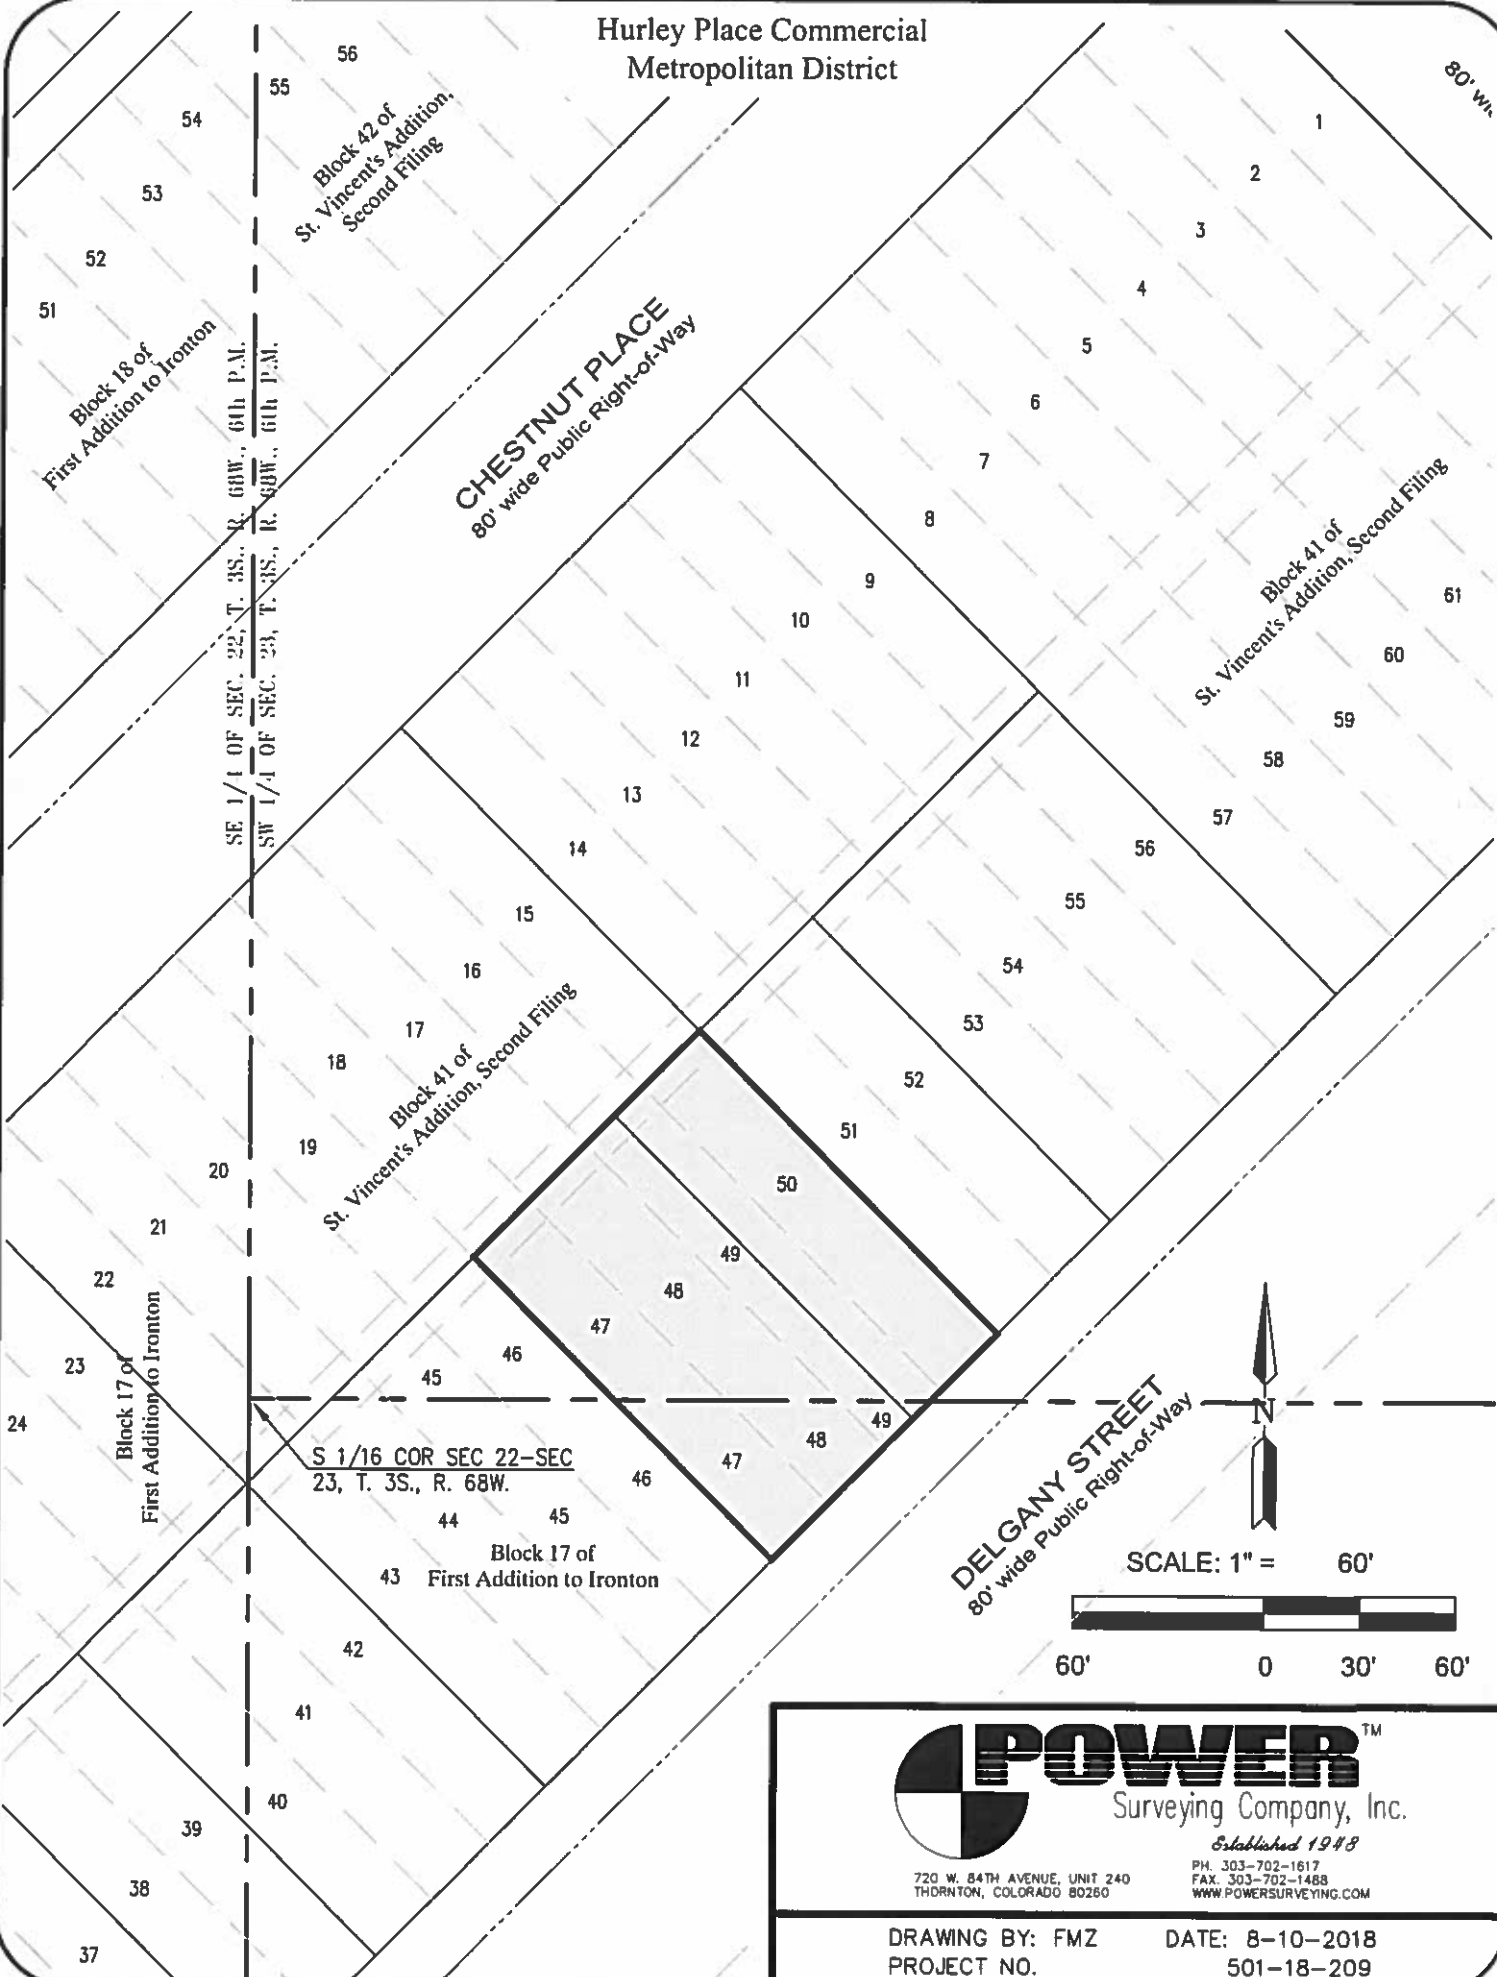 Hurley Place Commercial
Metropolitan District
80' wi
56
55
54
53
52
51
Block 42 of
St. Vincent's Addition,
Second Filing
Block 18 of
First Addition to Ironton
SE 1/4 OF SEC. 22, T. 3S., R. 68W., 6th P.M.
SW 1/4 OF SEC. 23, T. 3S., R. 68W., 6th P.M.
CHESTNUT PLACE
80' wide Public Right-of-Way
1
2
3
4
5
6
7
8
9
10
11
12
13
14
15
16
17
18
19
20
21
22
23
24
Block 41 of
St. Vincent's Addition, Second Filing
61
60
59
58
57
56
55
54
53
52
51
50
49
48
47
46
45
Block 41 of
St. Vincent's Addition, Second Filing
Block 17 of
First Addition to Ironton
S 1/16 COR SEC 22-SEC
23, T. 3S., R. 68W.
49
48
47
46
45
44
43
Block 17 of
First Addition to Ironton
42
41
40
39
38
37
DELGANY STREET
80' wide Public Right-of-Way
N
SCALE: 1" = 60'
60' 0 30' 60'
POWER™
Surveying Company, Inc.
Established 1948
720 W. 84TH AVENUE, UNIT 240
THORNTON, COLORADO 80260
PH. 303-702-1617
FAX. 303-702-1488
WWW.POWERSURVEYING.COM
DRAWING BY: FMZ DATE: 8-10-2018
PROJECT NO. 501-18-209